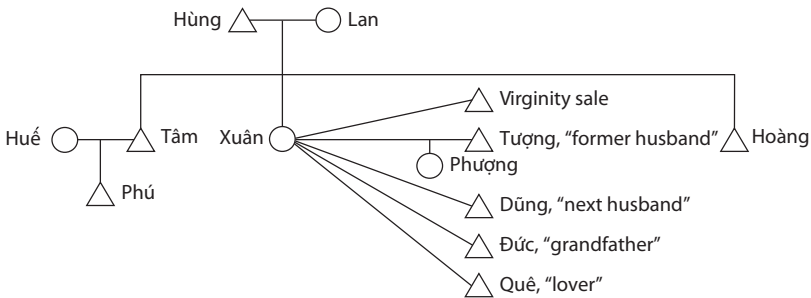 Hùng
Lan
Virginity sale
Huế
Tâm
Xuân
Tượng, “former husband”
Hoàng
Phượng
Phú
Dũng, “next husband”
Đức, “grandfather”
Quê, “lover”